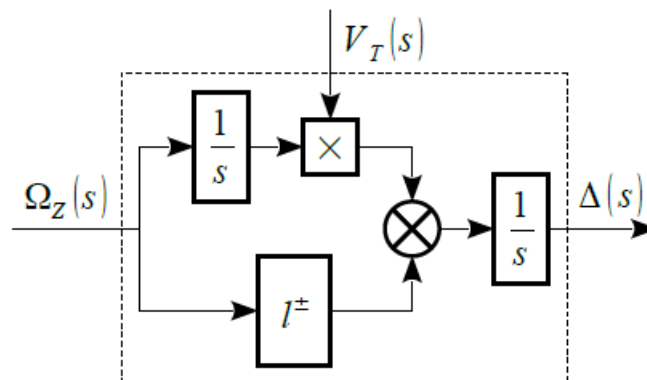 V_T(s)
1/s
×
Ω_Z(s)
1/s
Δ(s)
l^±